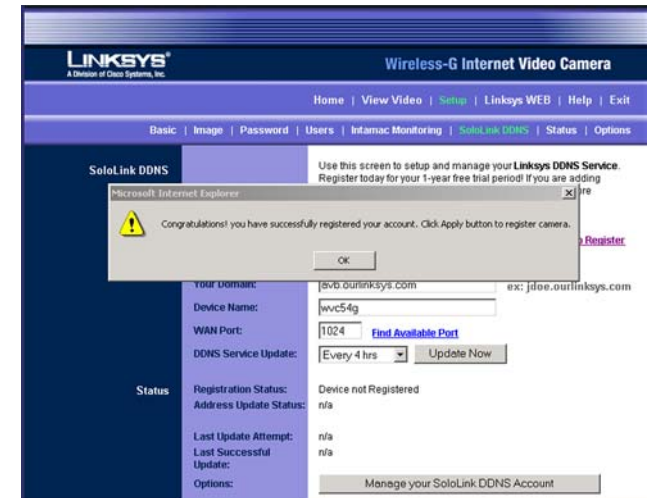 LINKSYS®
A Division of Cisco Systems, Inc.
Wireless-G Internet Video Camera
Home | View Video | Setup | Linksys WEB | Help | Exit
Basic | Image | Password | Users | Intamac Monitoring | SoloLink DDNS | Status | Options
SoloLink DDNS
Use this screen to setup and manage your Linksys DDNS Service.
Register today for your 1-year free trial period! If you are adding
Microsoft Internet Explorer
Congratulations! you have successfully registered your account. Click Apply button to register camera.
Register
OK
Your Domain: avb.ourlinksys.com ex: jdoe.ourlinksys.com
Device Name: wvc54g
WAN Port: 1024 Find Available Port
DDNS Service Update: Every 4 hrs Update Now
Status
Registration Status: Device not Registered
Address Update Status: n/a
Last Update Attempt: n/a
Last Successful n/a
Update:
Options: Manage your SoloLink DDNS Account